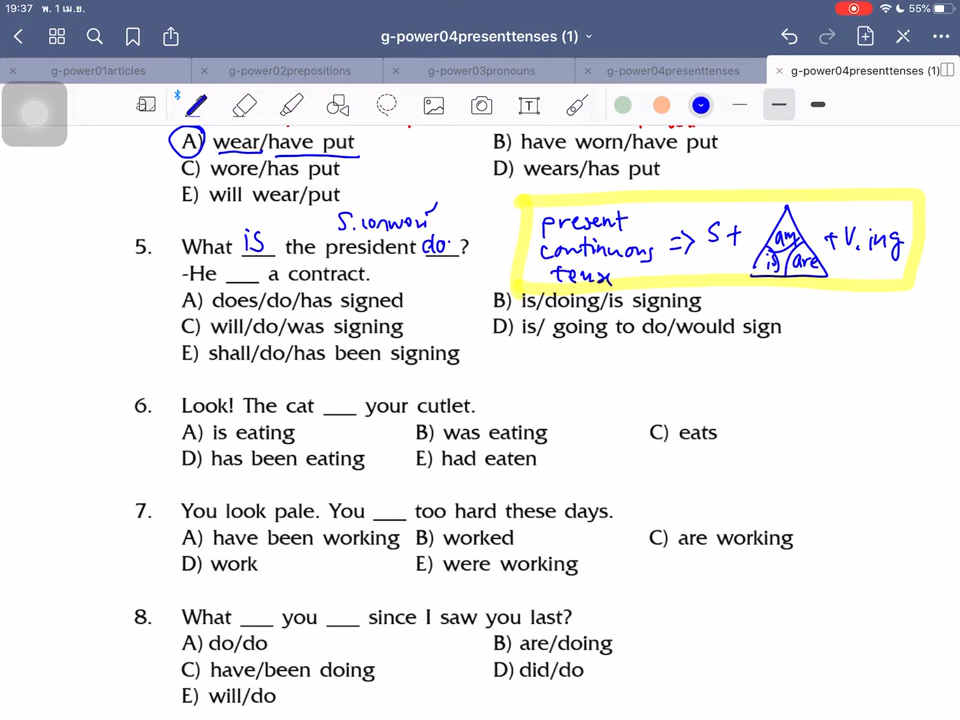 19:37 พ. 1 เม.ย. 55%
g-power04presenttenses (1)
g-power01articles g-power02prepositions g-power03pronouns g-power04presenttenses g-power04presenttenses (1)
A) wear/have put B) have worn/have put
C) wore/has put D) wears/has put
E) will wear/put
present
continuous => S + am is are + V. ing
tense
5. What is the president do ?
-He ___ a contract.
A) does/do/has signed B) is/doing/is signing
C) will/do/was signing D) is/ going to do/would sign
E) shall/do/has been signing
6. Look! The cat ___ your cutlet.
A) is eating B) was eating C) eats
D) has been eating E) had eaten
7. You look pale. You ___ too hard these days.
A) have been working B) worked C) are working
D) work E) were working
8. What ___ you ___ since I saw you last?
A) do/do B) are/doing
C) have/been doing D) did/do
E) will/do